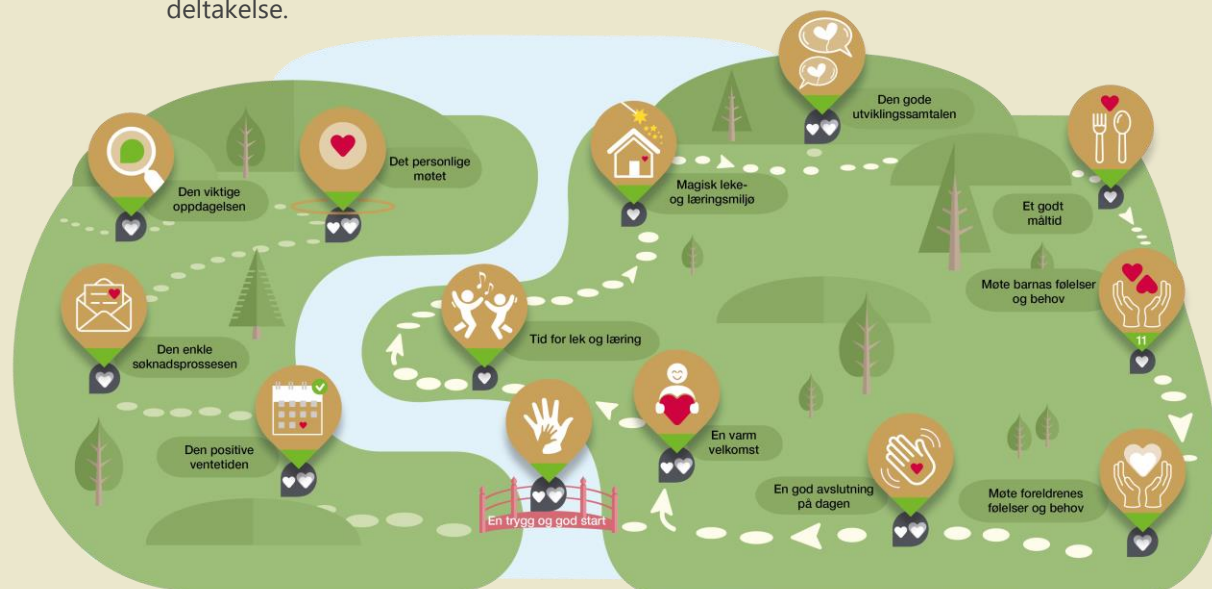 deltakelse.
Den viktige
oppdagelsen
Det personlige
møtet
Den enkle
søknadsprossesen
Den positive
ventetiden
En trygg og god start
En varm
velkomst
Tid for lek og læring
Magisk leke-
og læringsmiljø
Den gode
utviklingssamtalen
Et godt
måltid
Møte barnas følelser
og behov
11
Møte foreldrenes
følelser og behov
En god avslutning
på dagen